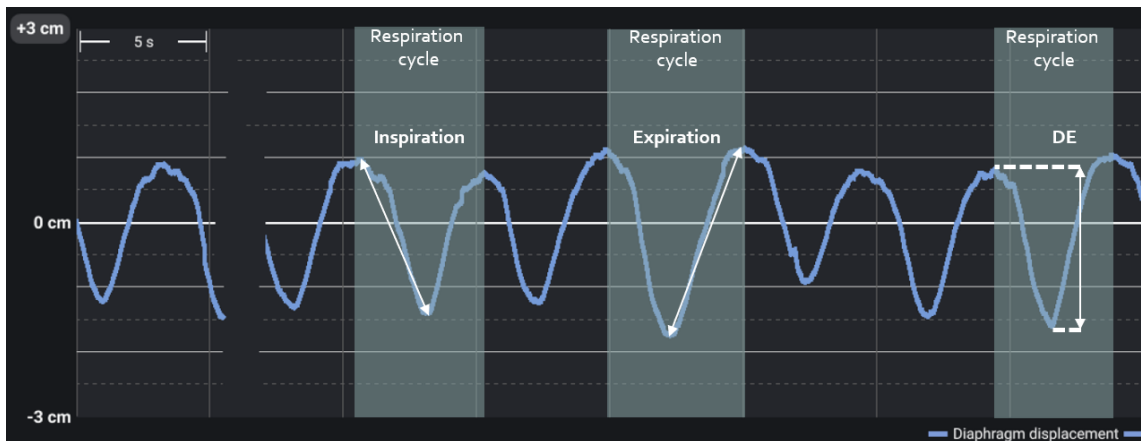 +3 cm
5 s
Respiration
cycle
Respiration
cycle
Respiration
cycle
Inspiration
Expiration
DE
0 cm
-3 cm
Diaphragm displacement